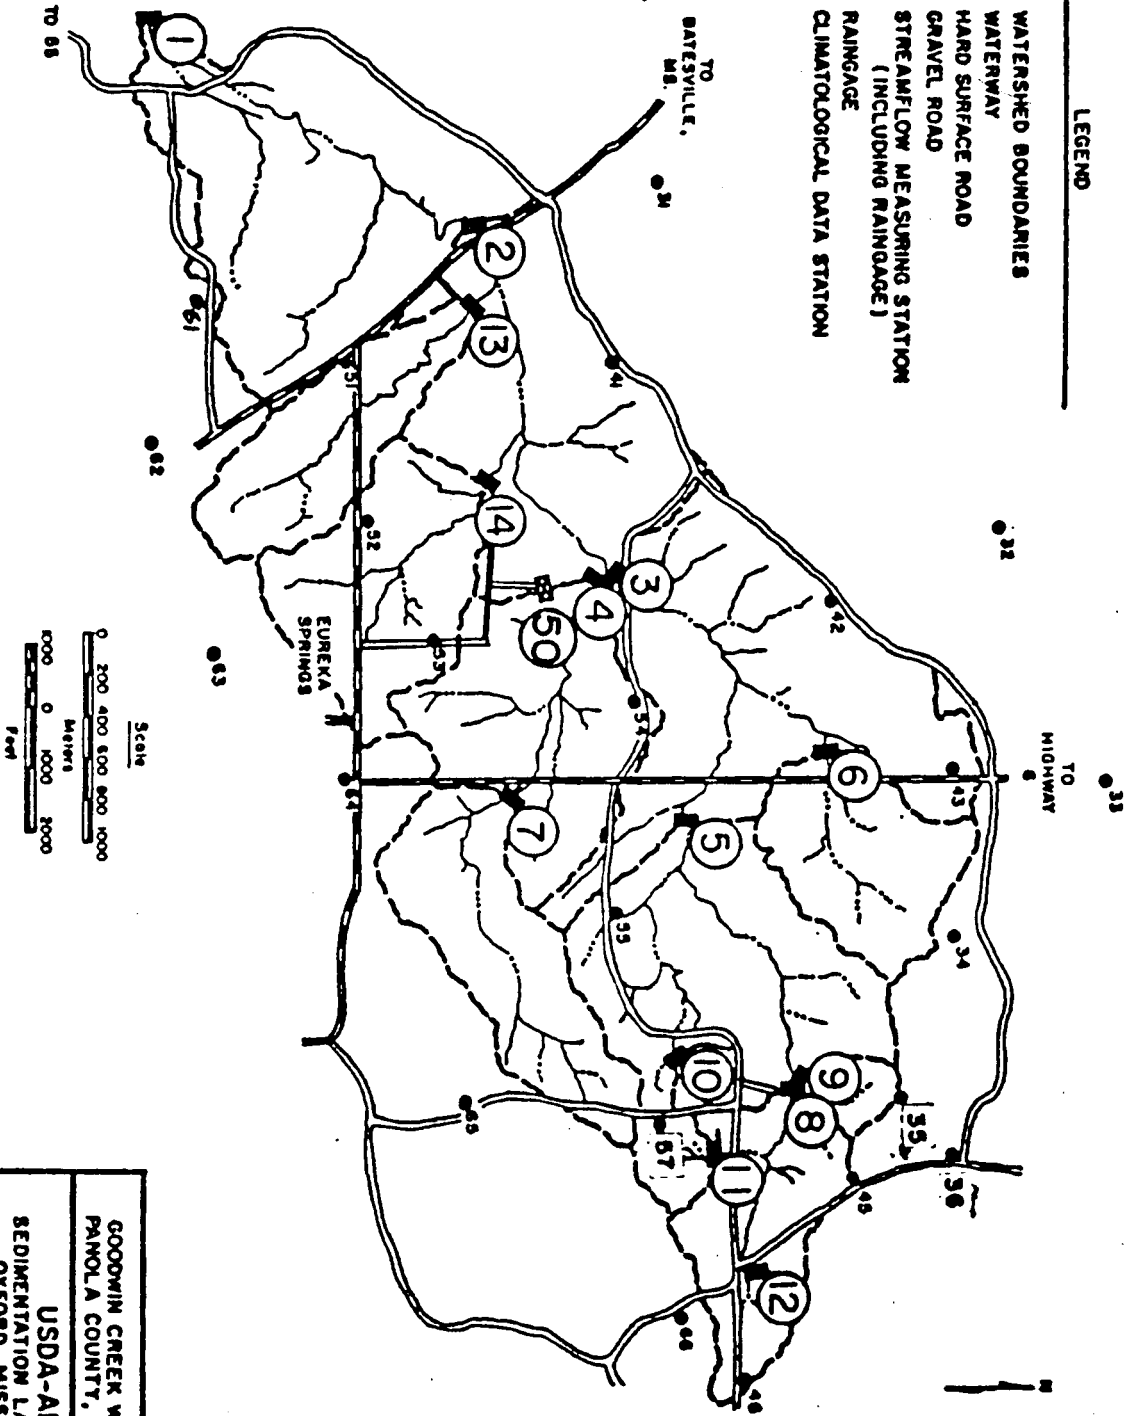 LEGEND
WATERSHED BOUNDARIES
WATERWAY
HARD SURFACE ROAD
GRAVEL ROAD
STREAMFLOW MEASURING STATION
(INCLUDING RAINGAGE)
RAINGAGE
CLIMATOLOGICAL DATA STATION
TO
BATESVILLE,
MS.
TO
HIGHWAY
6
33
32
31
36
35
34
43
42
41
45
46
66
12
11
8
9
10
57
65
55
5
6
7
54
3
4
50
14
13
2
1
TO 55
61
51
52
53
62
63
64
EUREKA
SPRINGS
N
Scale
0 200 400 600 800 1000
Meters
1000 0 1000 2000
Feet
GOODWIN CREEK W
PANOLA COUNTY,
USDA-A
SEDIMENTATION LA
OXFORD, MISS